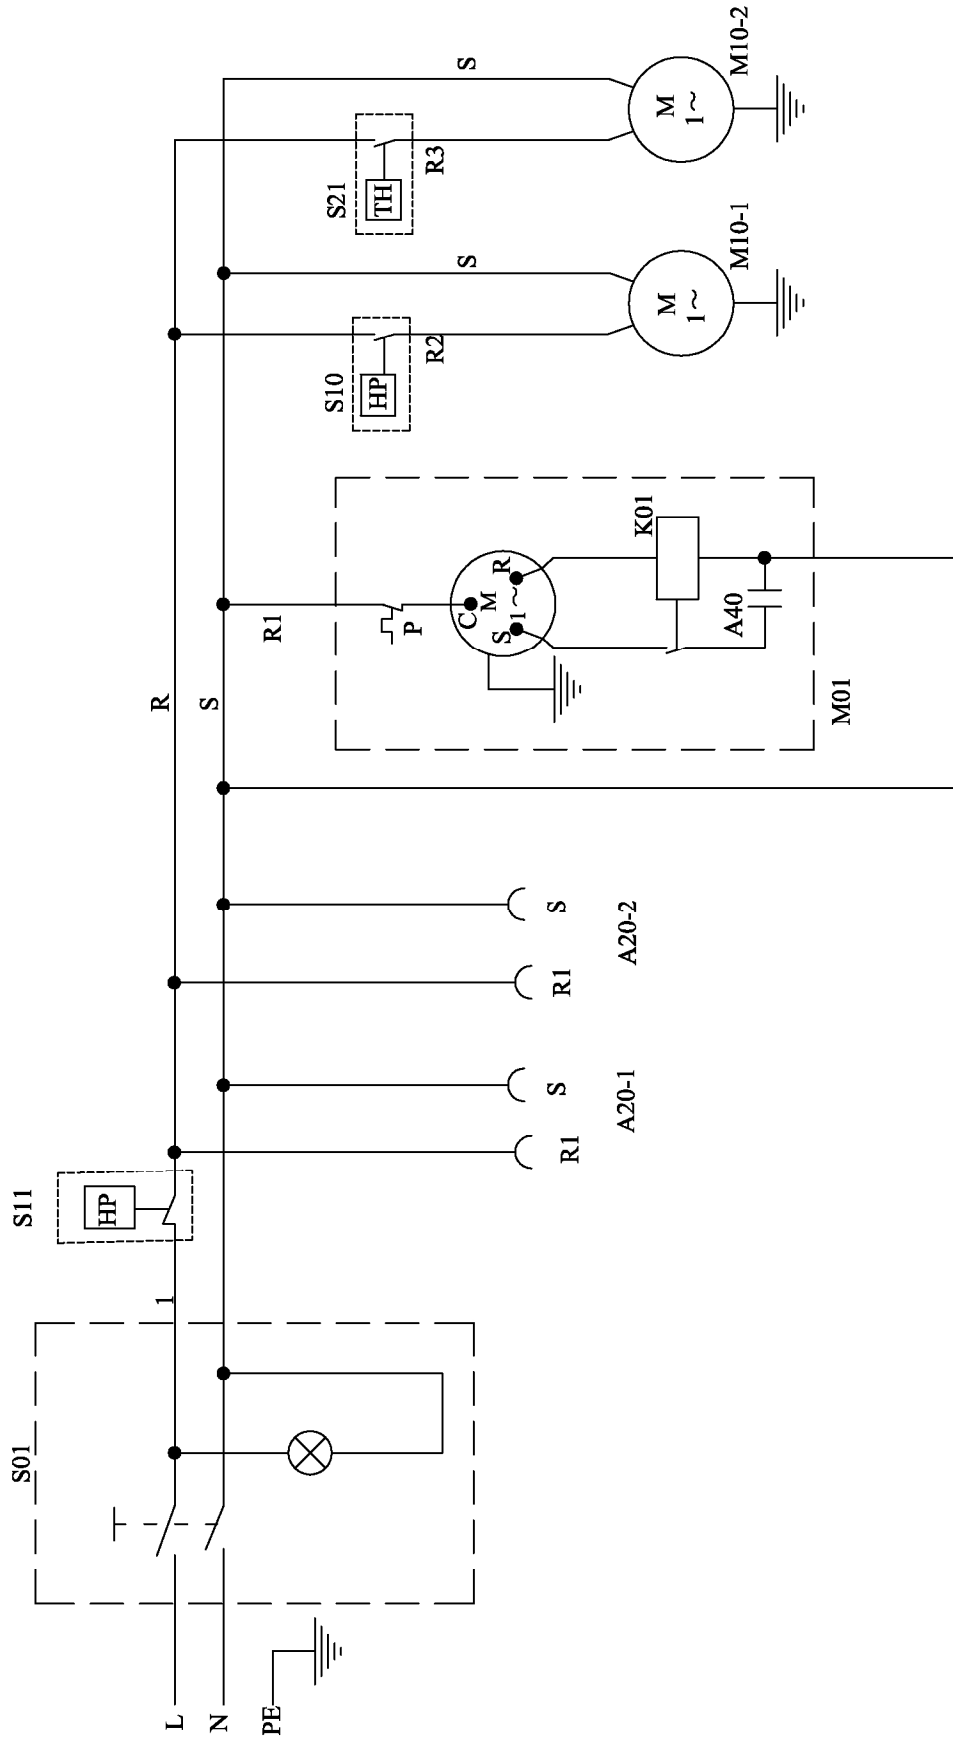 L
N
PE
S01
1
S11
HP
R1
S
A20-1
R1
S
A20-2
R
S
R1
P
C
M
1~
S
R
K01
A40
M01
S10
HP
R2
S
M
1~
M10-1
S21
TH
R3
S
M
1~
M10-2